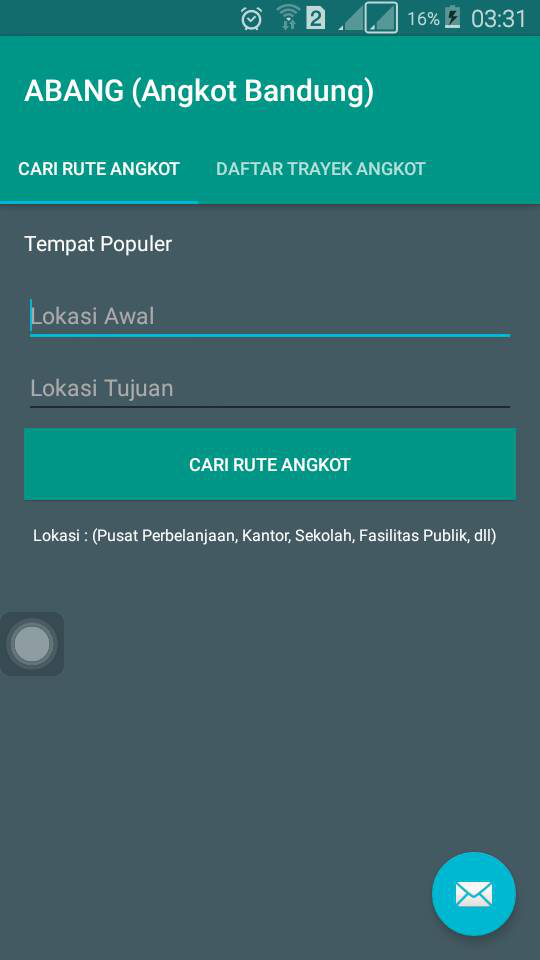 2 16% 03:31
ABANG (Angkot Bandung)
CARI RUTE ANGKOT DAFTAR TRAYEK ANGKOT
Tempat Populer
Lokasi Awal
Lokasi Tujuan
CARI RUTE ANGKOT
Lokasi : (Pusat Perbelanjaan, Kantor, Sekolah, Fasilitas Publik, dll)